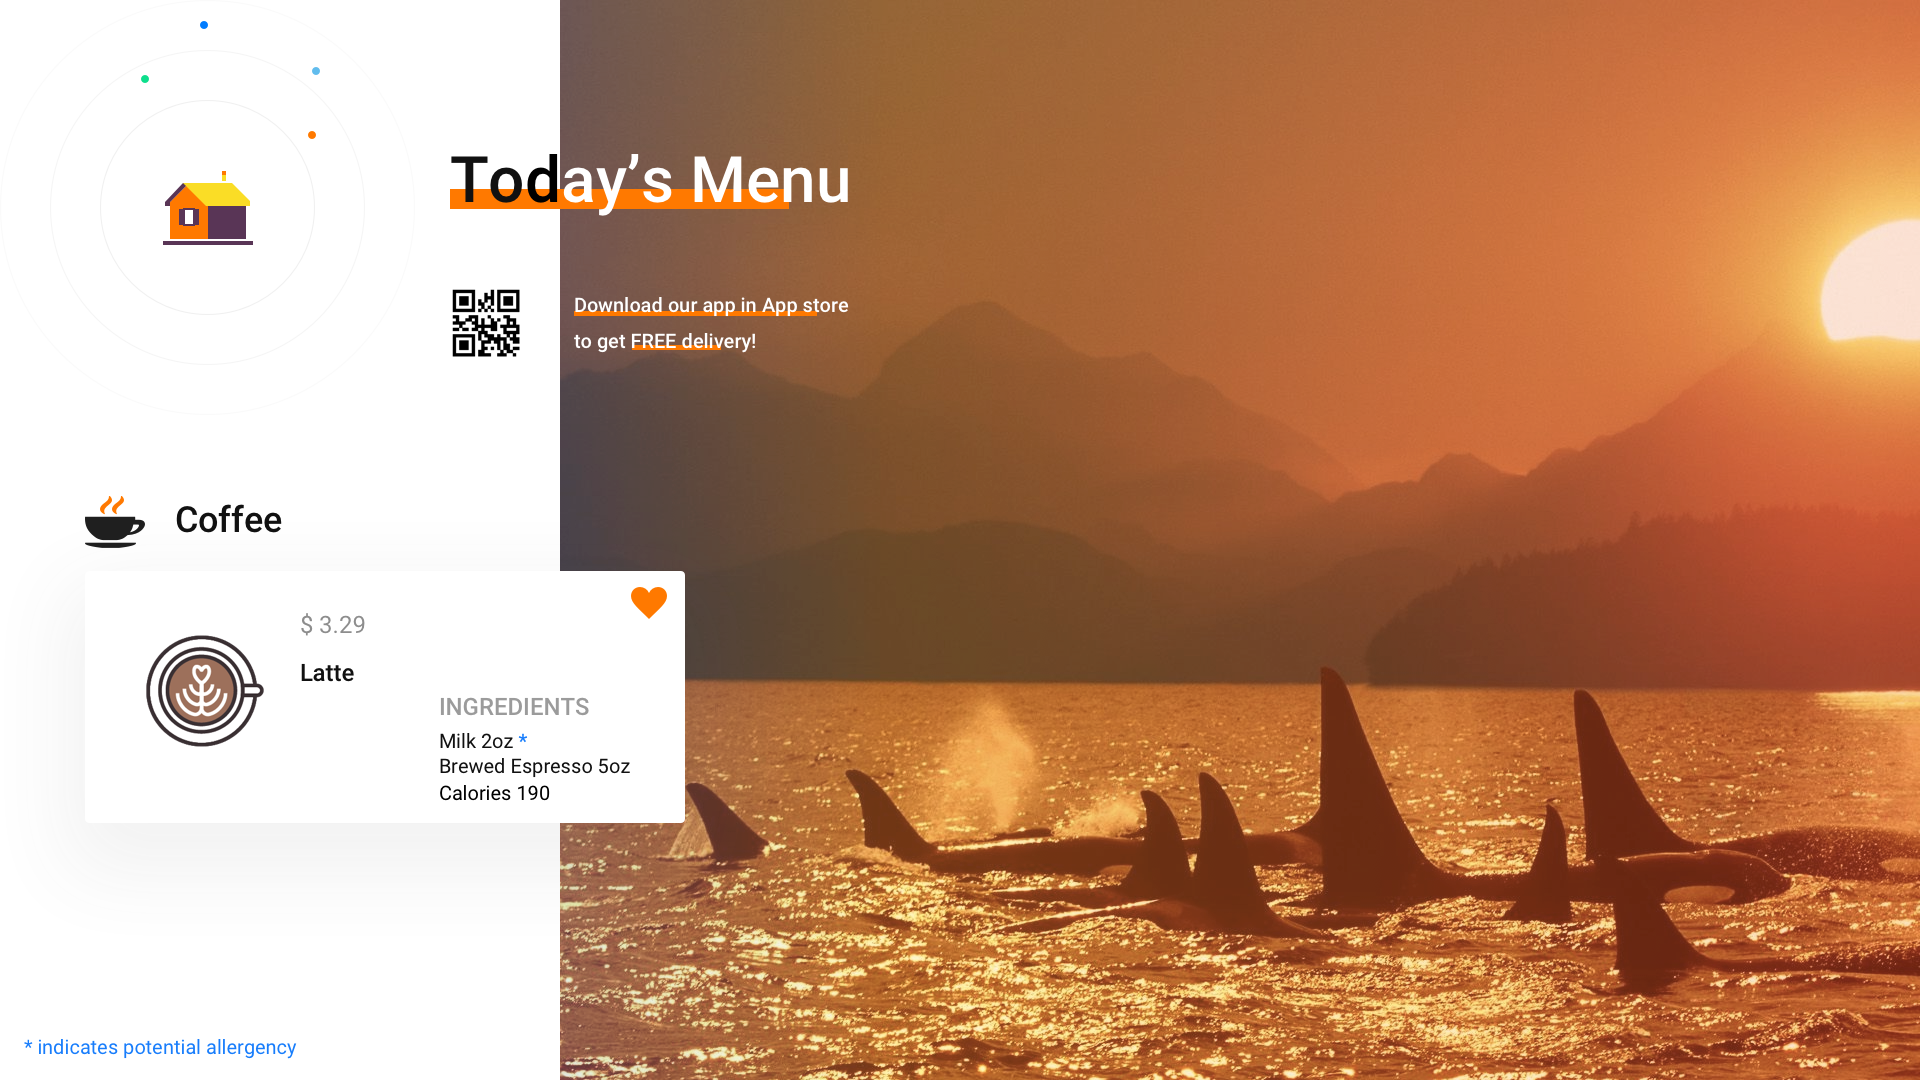 Today’s Menu
Download our app in App store
to get FREE delivery!
Coffee
$ 3.29
Latte
INGREDIENTS
Milk 2oz *
Brewed Espresso 5oz
Calories 190
* indicates potential allergency